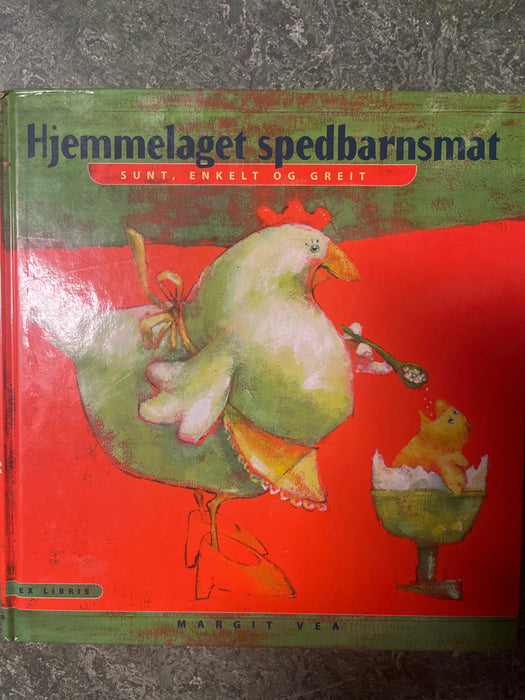 Hjemmelaget spedbarnsmat
SUNT, ENKELT OG GREIT
EX LIBRIS
MARGIT VEA